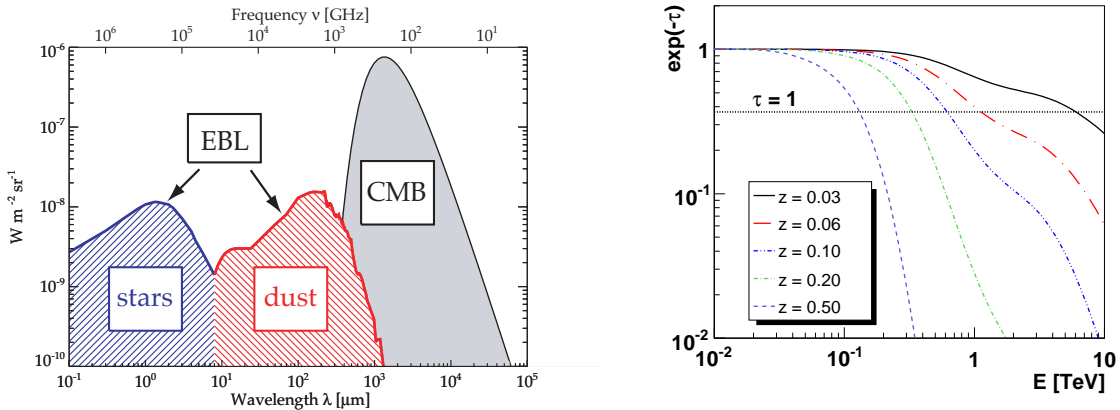 Frequency ν [GHz]
10⁶ 10⁵ 10⁴ 10³ 10² 10¹
10⁻⁶
10⁻⁷
10⁻⁸
10⁻⁹
10⁻¹⁰
W m⁻² sr⁻¹
EBL
CMB
stars
dust
10⁻¹ 10⁰ 10¹ 10² 10³ 10⁴ 10⁵
Wavelength λ [μm]
exp(-τ)
1
10⁻¹
10⁻²
τ = 1
z = 0.03
z = 0.06
z = 0.10
z = 0.20
z = 0.50
10⁻² 10⁻¹ 1 10
E [TeV]